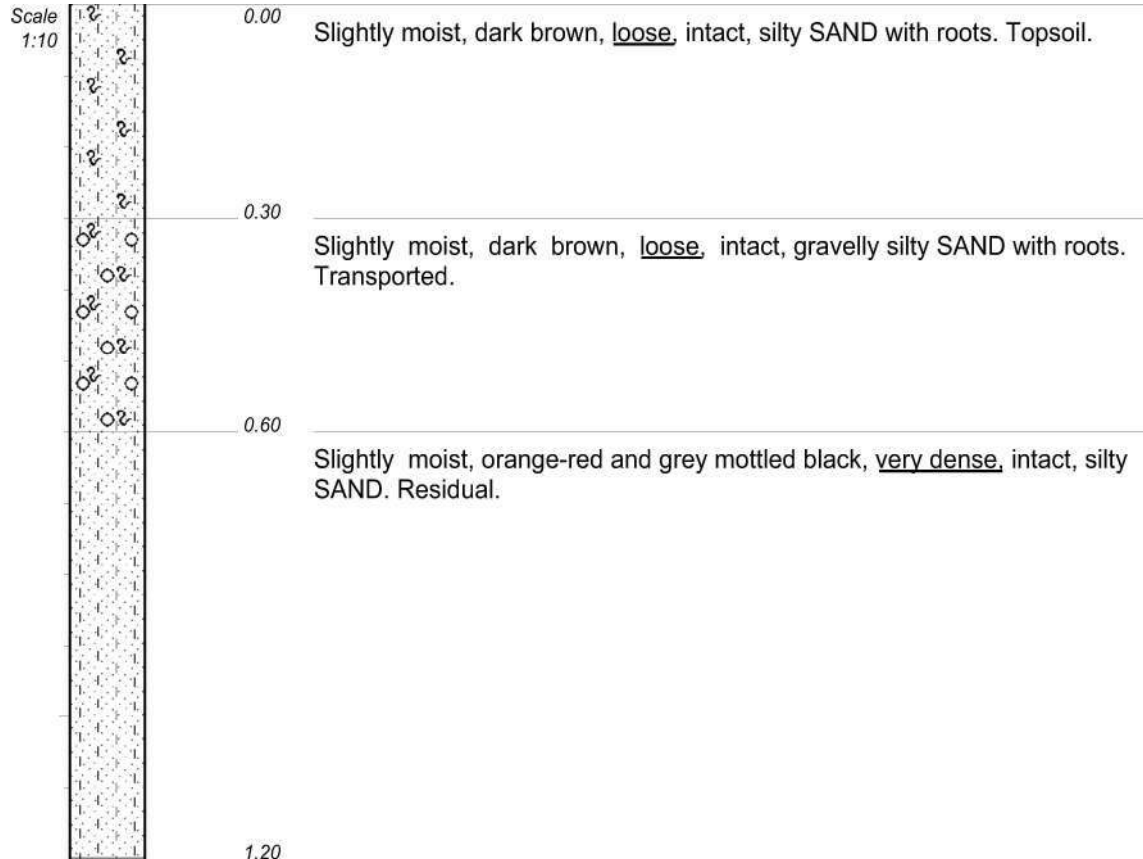 Scale
1:10
0.00
Slightly moist, dark brown, loose, intact, silty SAND with roots. Topsoil.
0.30
Slightly moist, dark brown, loose, intact, gravelly silty SAND with roots.
Transported.
0.60
Slightly moist, orange-red and grey mottled black, very dense, intact, silty
SAND. Residual.
1.20